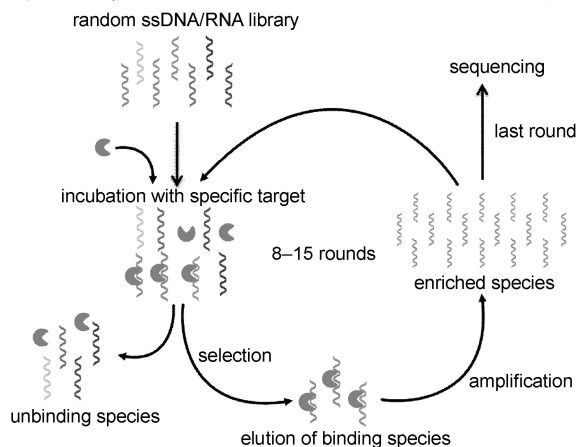 random ssDNA/RNA library
sequencing
last round
incubation with specific target
8–15 rounds
enriched species
selection
amplification
unbinding species
elution of binding species